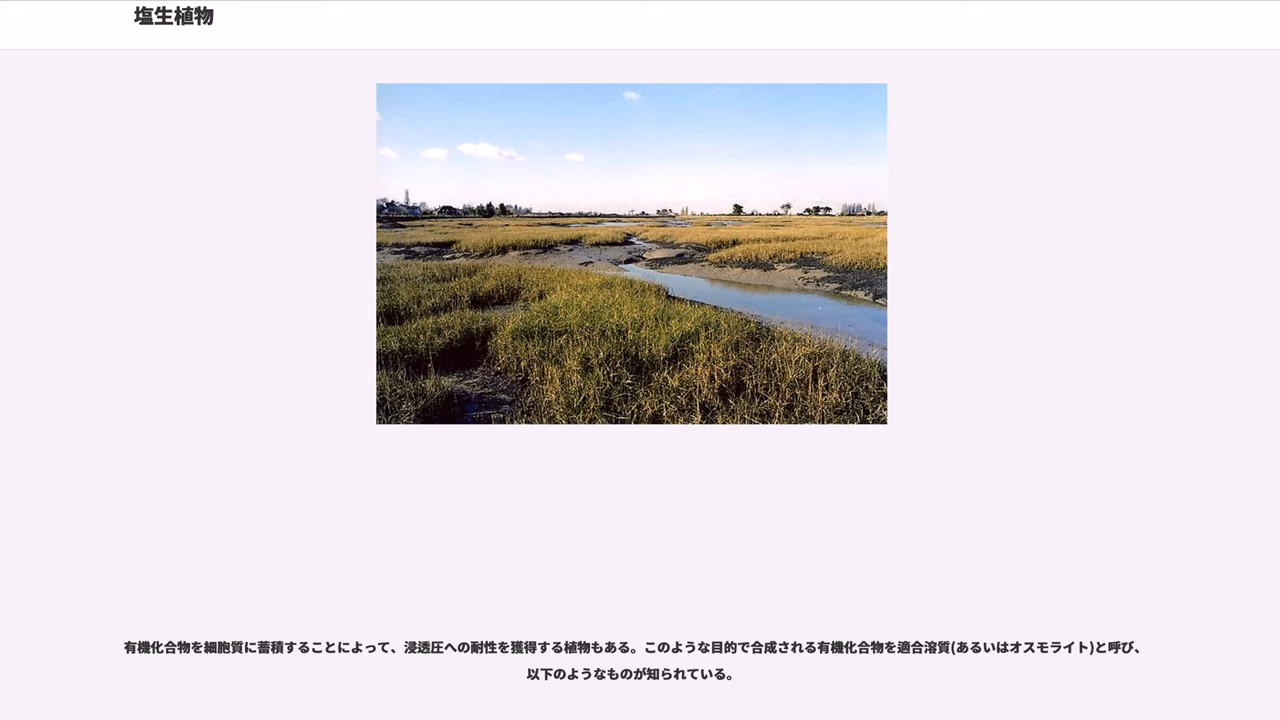 塩生植物
有機化合物を細胞質に蓄積することによって、浸透圧への耐性を獲得する植物もある。このような目的で合成される有機化合物を適合溶質(あるいはオスモライト)と呼び、
以下のようなものが知られている。